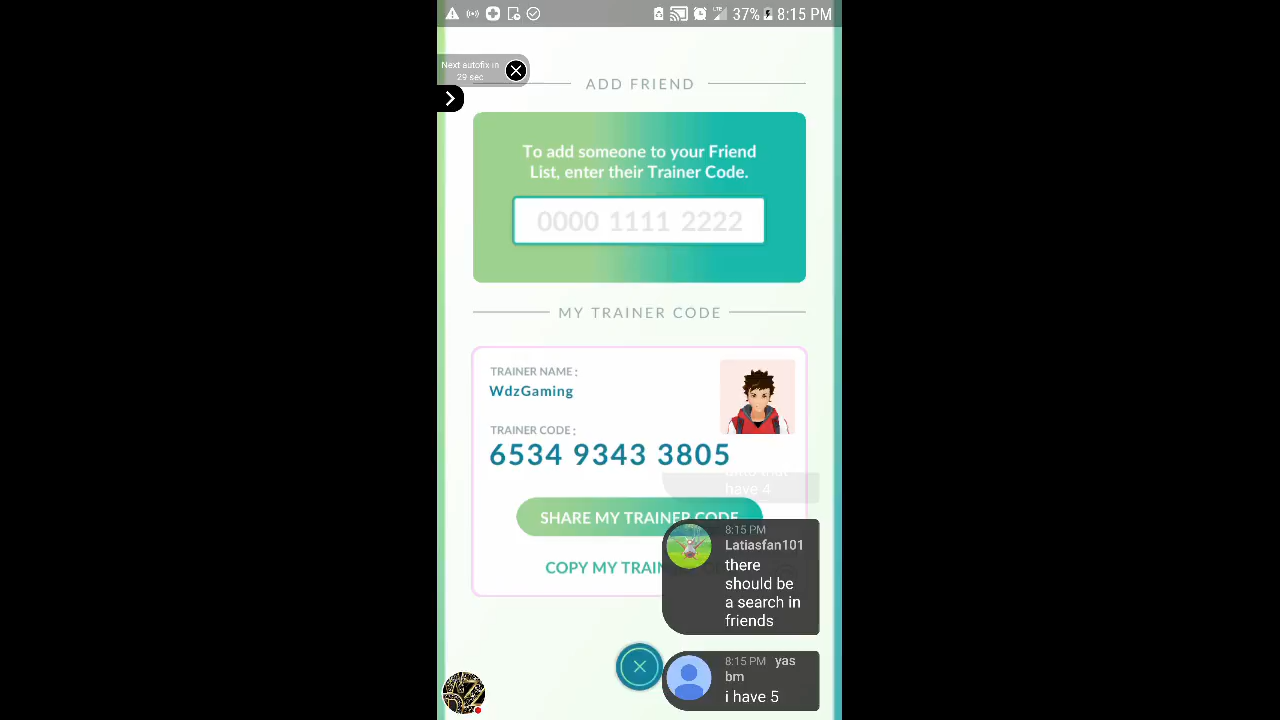 LTE 37% 8:15 PM
Next autofix in
29 sec
ADD FRIEND
To add someone to your Friend
List, enter their Trainer Code.
0000 1111 2222
MY TRAINER CODE
TRAINER NAME :
WdzGaming
TRAINER CODE :
6534 9343 3805
have 4
SHARE MY TRAINER CODE
8:15 PM
Latiasfan101
there
should be
a search in
friends
COPY MY TRAIN
8:15 PM yas
bm
i have 5